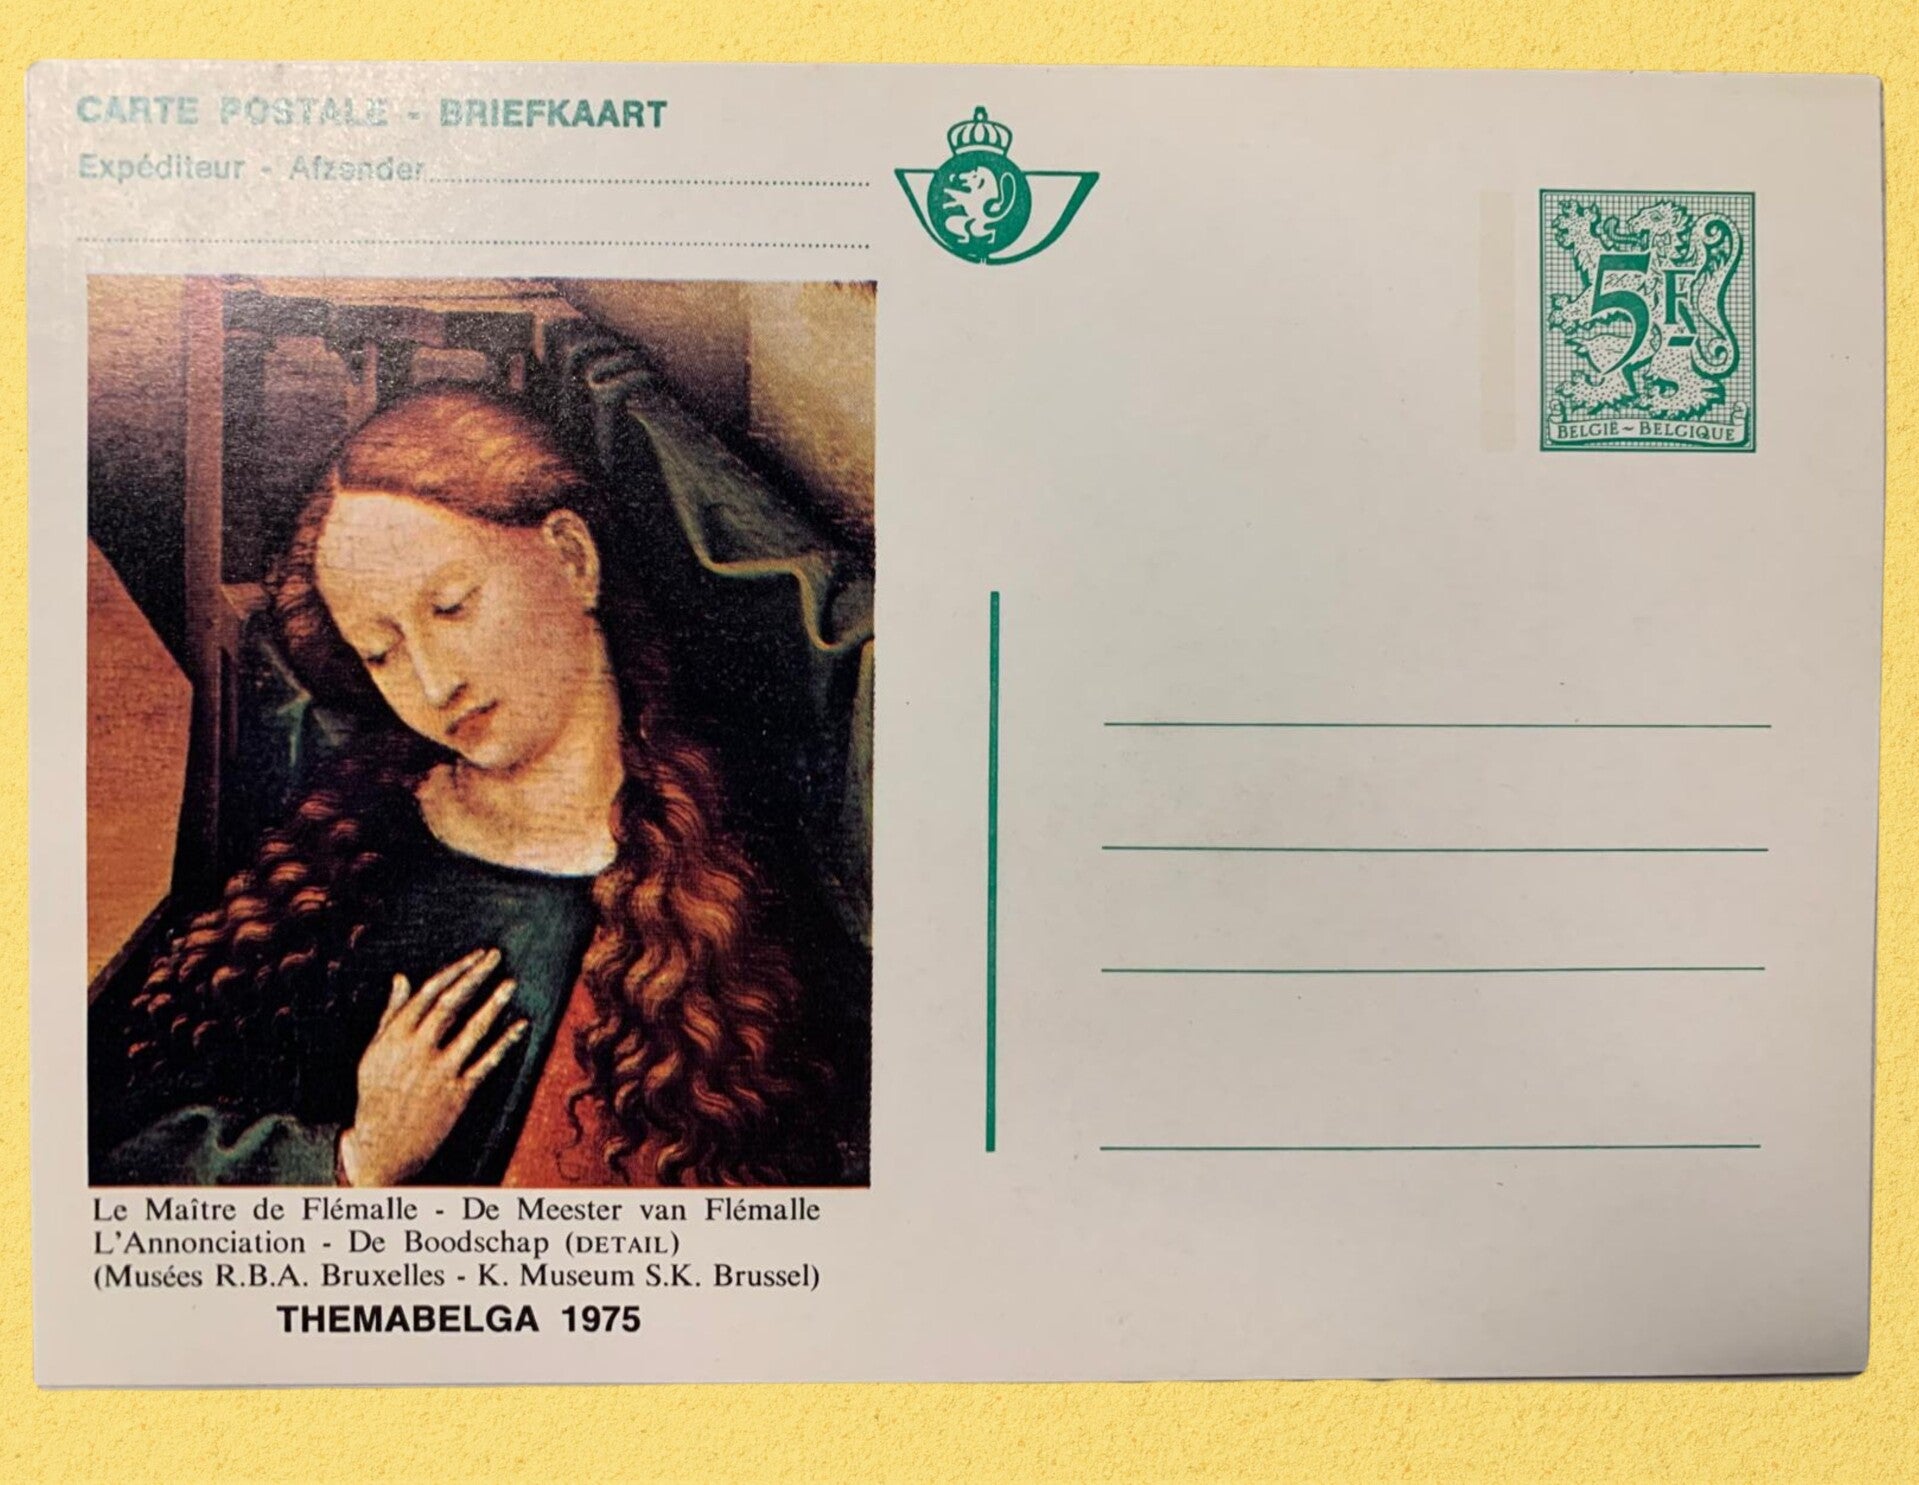 CARTE POSTALE - BRIEFKAART
Expéditeur - Afzender
5F
BELGIË ~ BELGIQUE
Le Maître de Flémalle - De Meester van Flémalle
L'Annonciation - De Boodschap (DETAIL)
(Musées R.B.A. Bruxelles - K. Museum S.K. Brussel)
THEMABELGA 1975